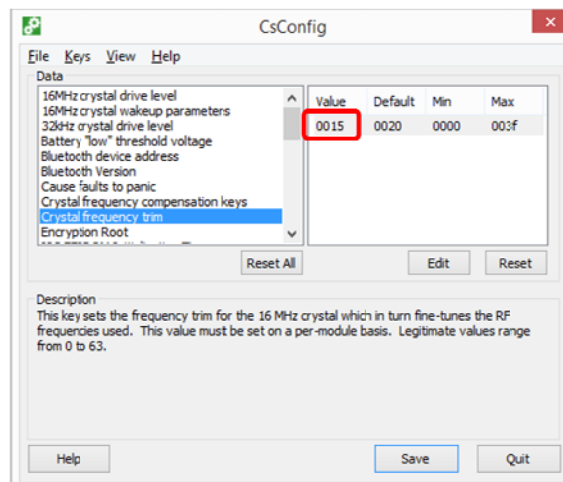 CsConfig
File Keys View Help
Data
16MHz crystal drive level
16MHz crystal wakeup parameters
32kHz crystal drive level
Battery "low" threshold voltage
Bluetooth device address
Bluetooth Version
Cause faults to panic
Crystal frequency compensation keys
Crystal frequency trim
Encryption Root
Value Default Min Max
0015 0020 0000 003f
Reset All Edit Reset
Description
This key sets the frequency trim for the 16 MHz crystal which in turn fine-tunes the RF
frequencies used. This value must be set on a per-module basis. Legitimate values range
from 0 to 63.
Help Save Quit